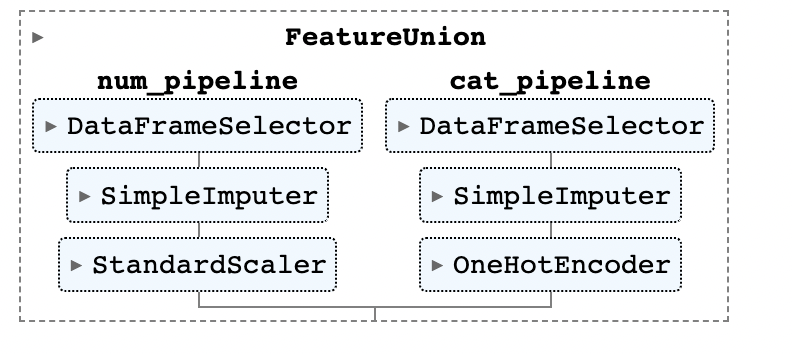 FeatureUnion
num_pipeline
cat_pipeline
DataFrameSelector
DataFrameSelector
SimpleImputer
SimpleImputer
StandardScaler
OneHotEncoder